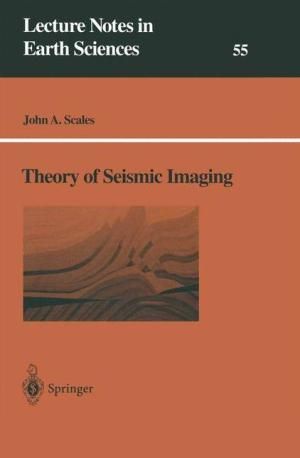 Lecture Notes in
Earth Sciences 55
John A. Scales
Theory of Seismic Imaging
Springer